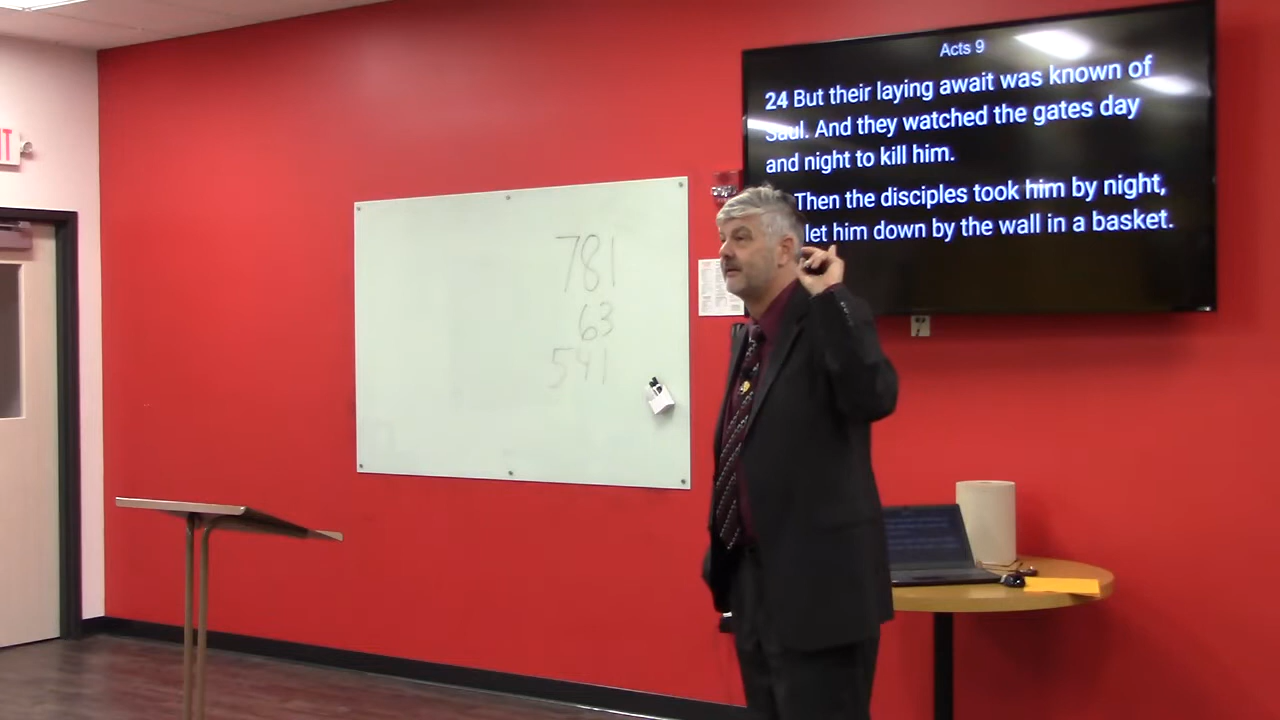 IT
781
63
541
Acts 9
24 But their laying await was known of
Saul. And they watched the gates day
and night to kill him.
Then the disciples took him by night,
let him down by the wall in a basket.